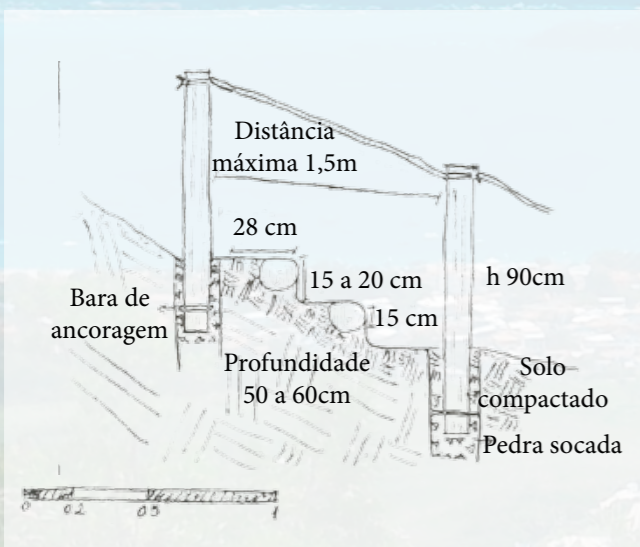 Distância
máxima 1,5m
28 cm
15 a 20 cm
h 90cm
Bara de
ancoragem
15 cm
Profundidade
50 a 60cm
Solo
compactado
Pedra socada
0 0.2 0.5 1